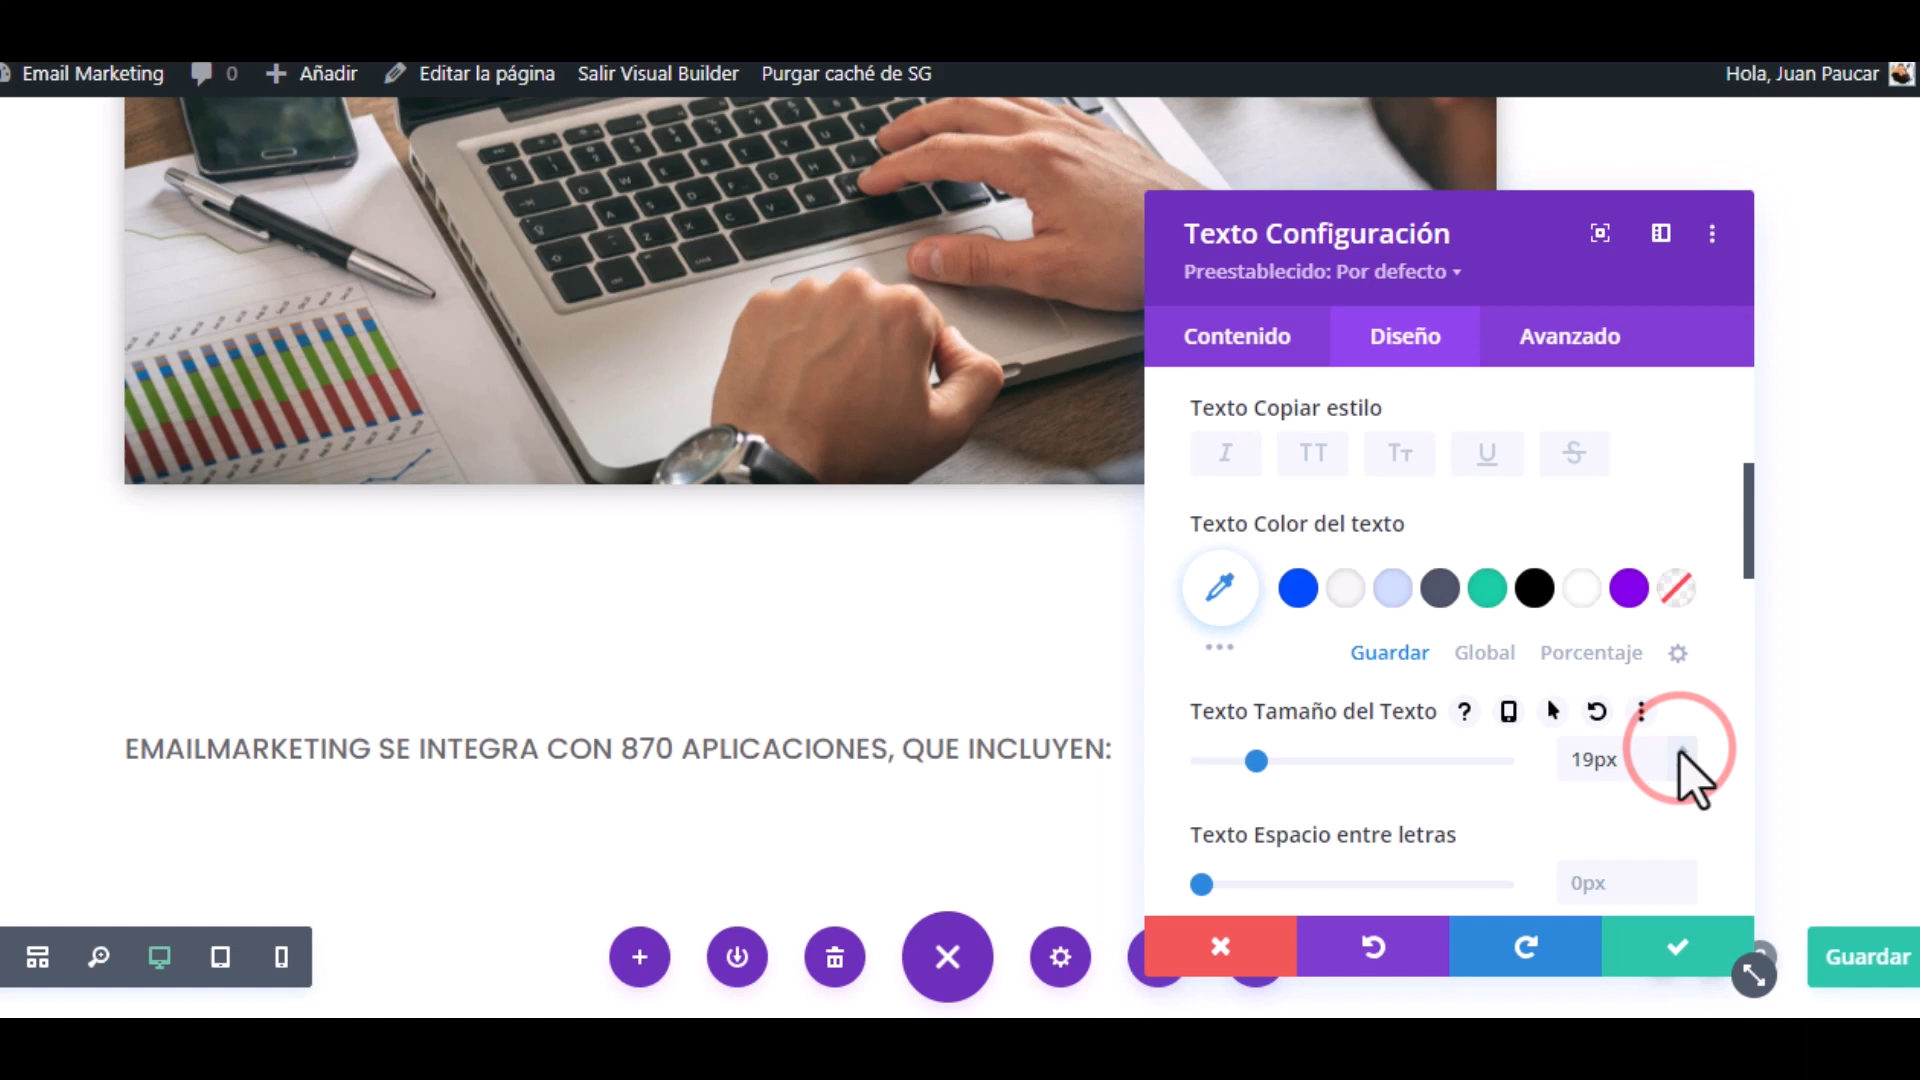 Email Marketing 0 Añadir Editar la página Salir Visual Builder Purgar caché de SG Hola, Juan Paucar
Texto Configuración
Preestablecido: Por defecto
Contenido Diseño Avanzado
Texto Copiar estilo
I TT Tт U S
Texto Color del texto
Guardar Global Porcentaje
Texto Tamaño del Texto ?
19px
EMAILMARKETING SE INTEGRA CON 870 APLICACIONES, QUE INCLUYEN:
Texto Espacio entre letras
0px
Guardar